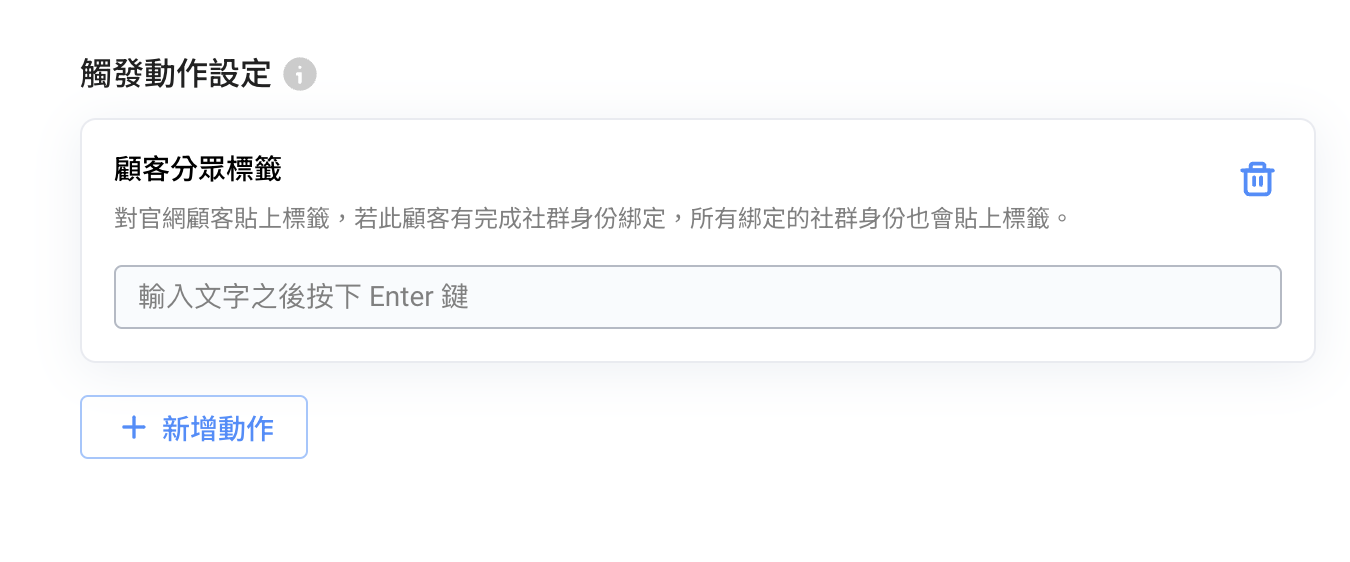 觸發動作設定
顧客分眾標籤
對官網顧客貼上標籤，若此顧客有完成社群身份綁定，所有綁定的社群身份也會貼上標籤。
輸入文字之後按下 Enter 鍵
+ 新增動作